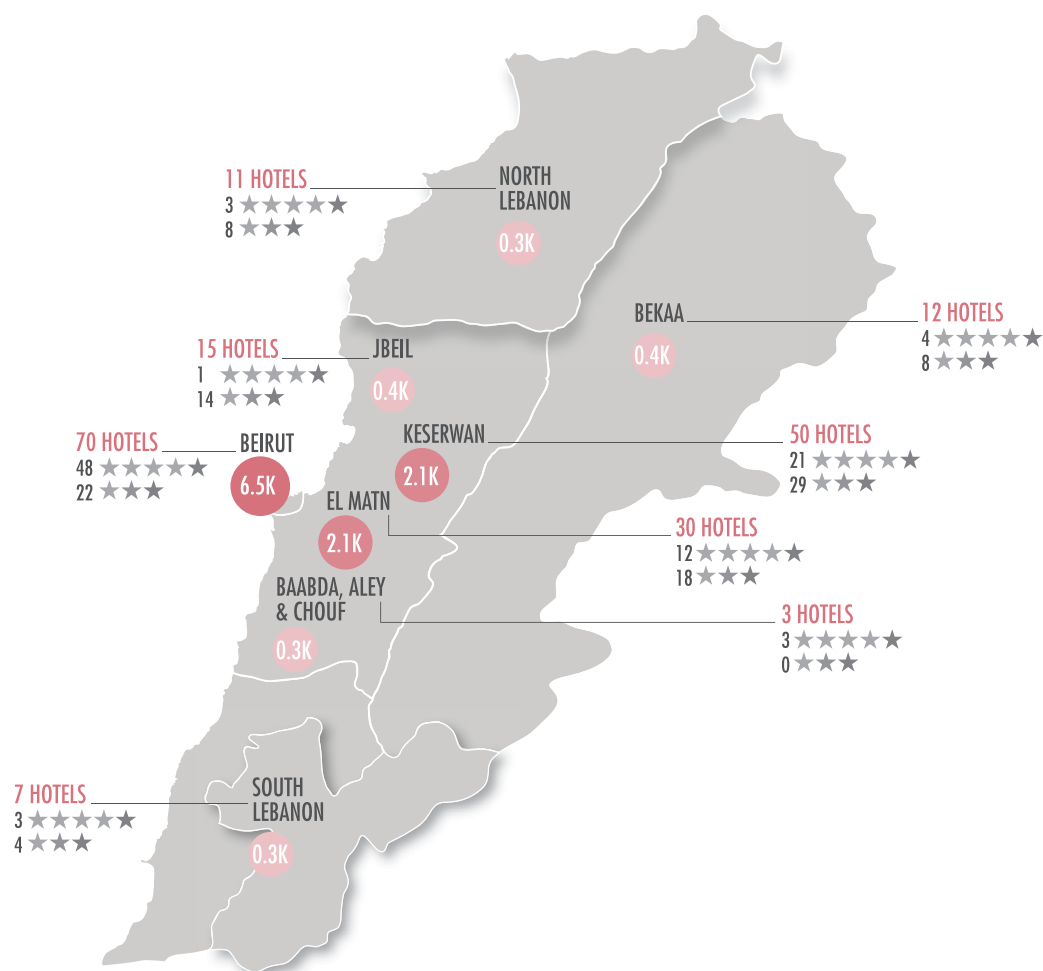 11 HOTELS
3
8
NORTH
LEBANON
0.3K
BEKAA
0.4K
12 HOTELS
4
8
15 HOTELS
1
14
JBEIL
0.4K
70 HOTELS
48
22
BEIRUT
6.5K
KESERWAN
2.1K
50 HOTELS
21
29
EL MATN
2.1K
30 HOTELS
12
18
BAABDA, ALEY
& CHOUF
0.3K
3 HOTELS
3
0
7 HOTELS
3
4
SOUTH
LEBANON
0.3K